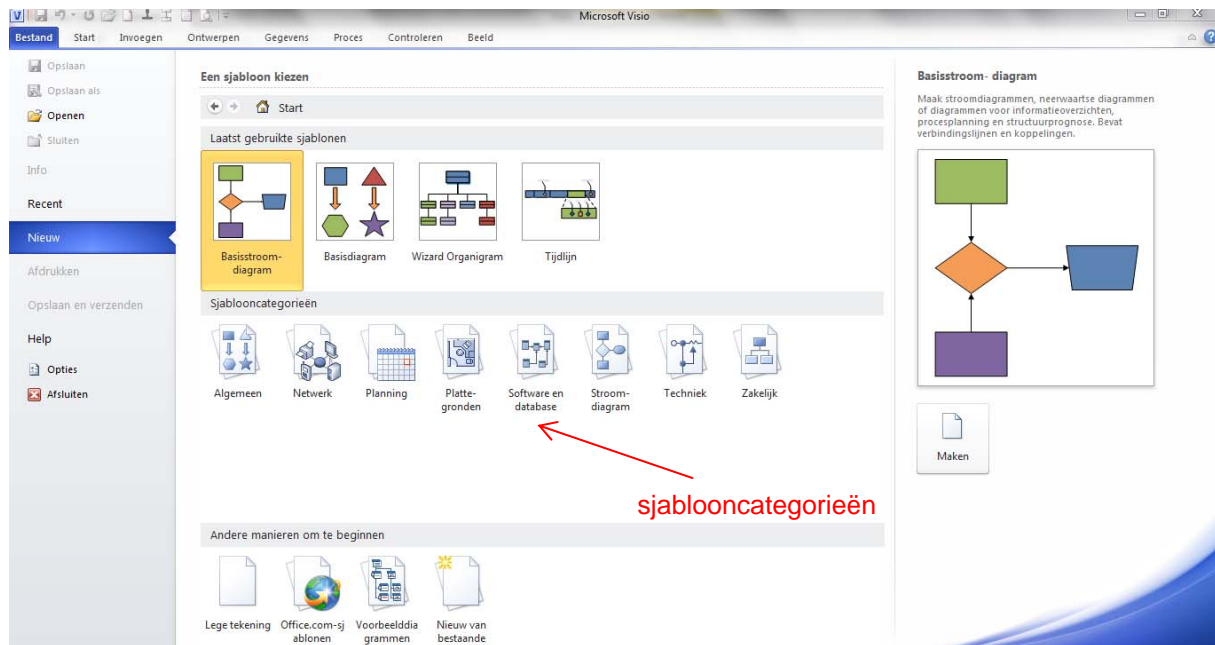 Microsoft Visio
Bestand Start Invoegen Ontwerpen Gegevens Proces Controleren Beeld
Opslaan
Opslaan als
Openen
Sluiten
Info
Recent
Nieuw
Afdrukken
Opslaan en verzenden
Help
Opties
Afsluiten
Een sjabloon kiezen
Start
Laatst gebruikte sjablonen
Basisstroom-
diagram
Basisdiagram
Wizard Organigram
Tijdlijn
Sjablooncategorieën
Algemeen
Netwerk
Planning
Platte-
gronden
Software en
database
Stroom-
diagram
Techniek
Zakelijk
sjablooncategorieën
Andere manieren om te beginnen
Lege tekening
Office.com-sj
ablonen
Voorbeelddia
grammen
Nieuw van
bestaande
Basisstroom- diagram
Maak stroomdiagrammen, neerwaartse diagrammen
of diagrammen voor informatieoverzichten,
procesplanning en structuurprognose. Bevat
verbindingslijnen en koppelingen.
Maken